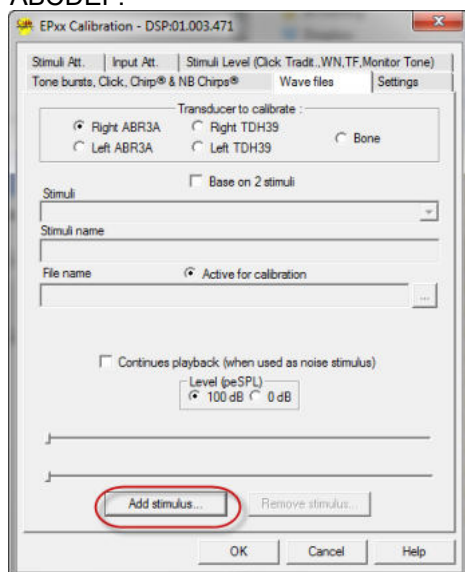 ABCDEF.
EPxx Calibration - DSP:01.003.471
Stimuli Att. Input Att. Stimuli Level (Click Tradit.,WN,TF,Monitor Tone)
Tone bursts, Click, Chirp® & NB Chirps® Wave files Settings
Transducer to calibrate :
Right ABR3A Right TDH39
Bone
Left ABR3A Left TDH39
Base on 2 stimuli
Stimuli
Stimuli name
File name Active for calibration
...
Continues playback (when used as noise stimulus)
Level (peSPL)
100 dB 0 dB
Add stimulus... Remove stimulus...
OK Cancel Help